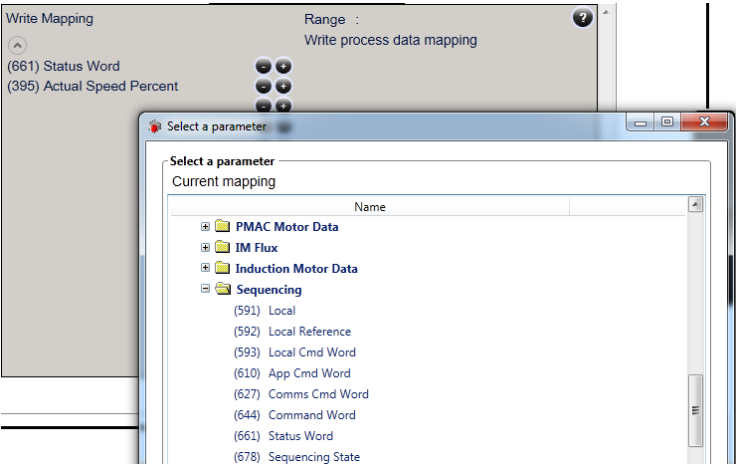 Write Mapping
Range :
Write process data mapping
(661) Status Word
(395) Actual Speed Percent
Select a parameter
Select a parameter
Current mapping
Name
PMAC Motor Data
IM Flux
Induction Motor Data
Sequencing
(591) Local
(592) Local Reference
(593) Local Cmd Word
(610) App Cmd Word
(627) Comms Cmd Word
(644) Command Word
(661) Status Word
(678) Sequencing State